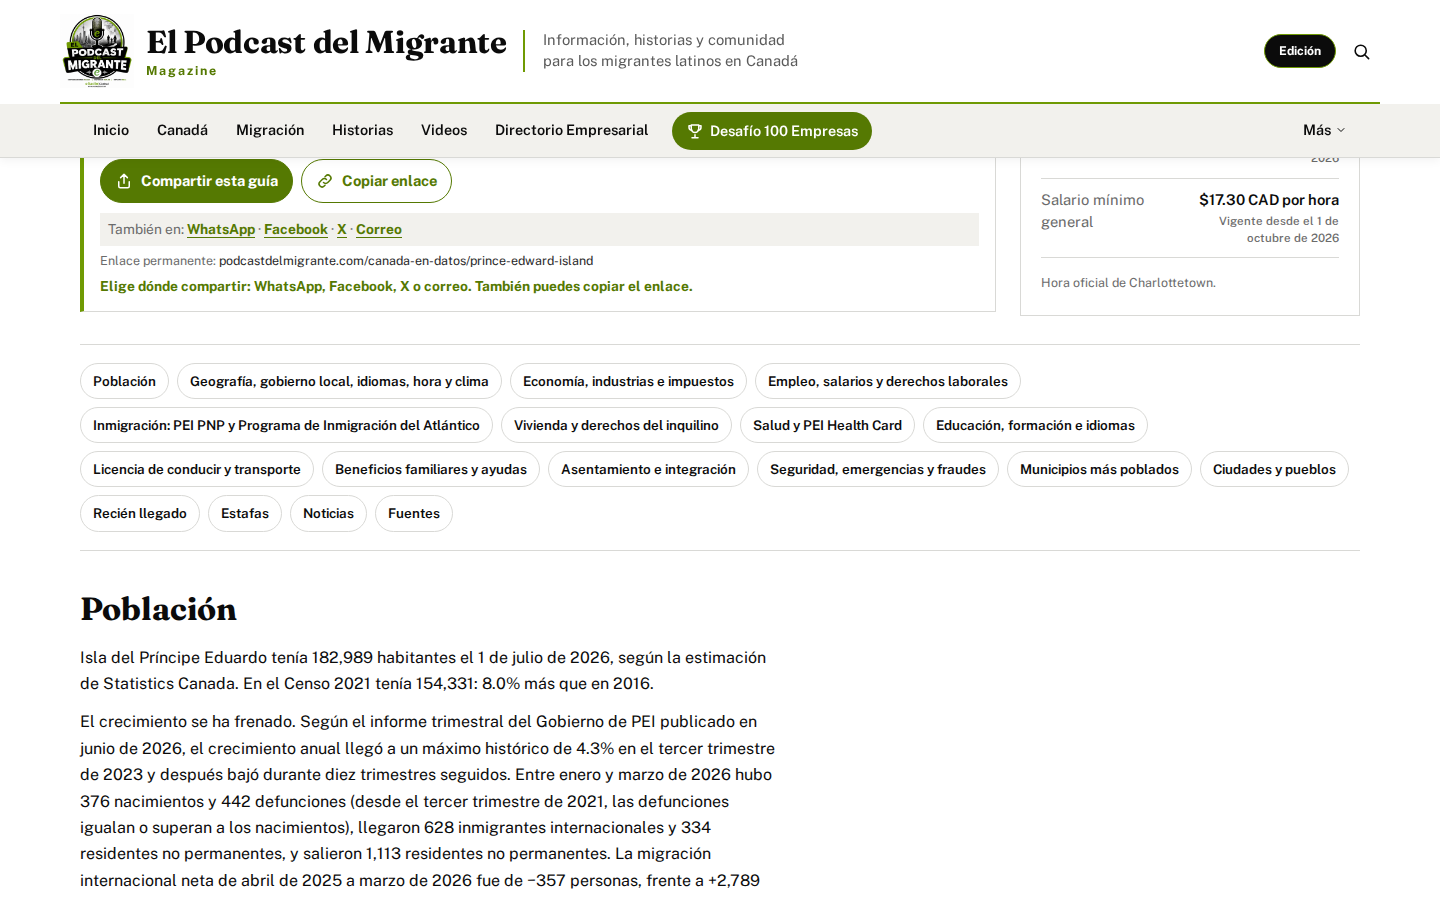 PODCAST
MIGRANTE
El Podcast del Migrante
Magazine
Información, historias y comunidad
para los migrantes latinos en Canadá
Edición
Inicio
Canadá
Migración
Historias
Videos
Directorio Empresarial
Desafío 100 Empresas
Más
Compartir esta guía
Copiar enlace
También en: WhatsApp · Facebook · X · Correo
Enlace permanente: podcastdelmigrante.com/canada-en-datos/prince-edward-island
Elige dónde compartir: WhatsApp, Facebook, X o correo. También puedes copiar el enlace.
2026
Salario mínimo
general
$17.30 CAD por hora
Vigente desde el 1 de
octubre de 2026
Hora oficial de Charlottetown.
Población
Geografía, gobierno local, idiomas, hora y clima
Economía, industrias e impuestos
Empleo, salarios y derechos laborales
Inmigración: PEI PNP y Programa de Inmigración del Atlántico
Vivienda y derechos del inquilino
Salud y PEI Health Card
Educación, formación e idiomas
Licencia de conducir y transporte
Beneficios familiares y ayudas
Asentamiento e integración
Seguridad, emergencias y fraudes
Municipios más poblados
Ciudades y pueblos
Recién llegado
Estafas
Noticias
Fuentes
Población
Isla del Príncipe Eduardo tenía 182,989 habitantes el 1 de julio de 2026, según la estimación
de Statistics Canada. En el Censo 2021 tenía 154,331: 8.0% más que en 2016.
El crecimiento se ha frenado. Según el informe trimestral del Gobierno de PEI publicado en
junio de 2026, el crecimiento anual llegó a un máximo histórico de 4.3% en el tercer trimestre
de 2023 y después bajó durante diez trimestres seguidos. Entre enero y marzo de 2026 hubo
376 nacimientos y 442 defunciones (desde el tercer trimestre de 2021, las defunciones
igualan o superan a los nacimientos), llegaron 628 inmigrantes internacionales y 334
residentes no permanentes, y salieron 1,113 residentes no permanentes. La migración
internacional neta de abril de 2025 a marzo de 2026 fue de −357 personas, frente a +2,789